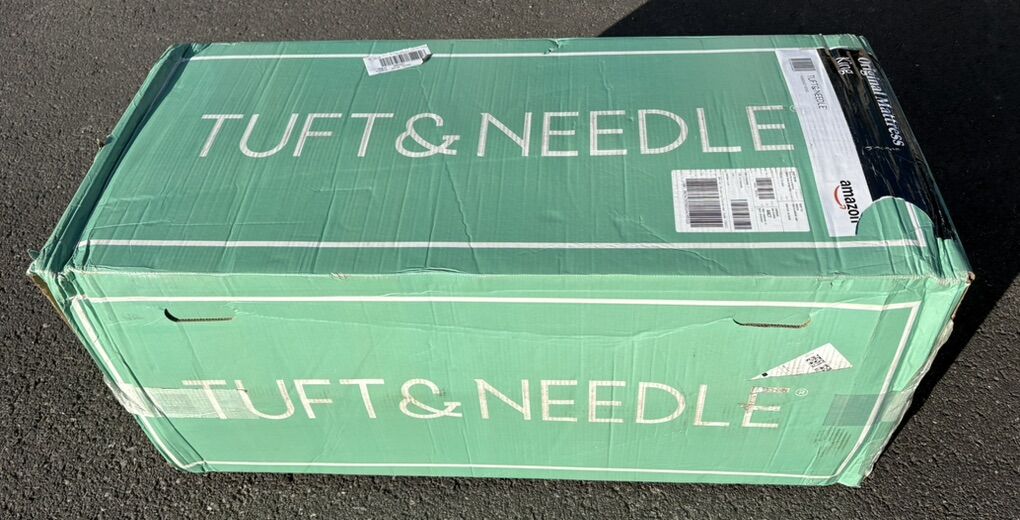 TUFT & NEEDLE®
TUFT&NEEDLE
Original Mattress
King
amazon
TUFT & NEEDLE®